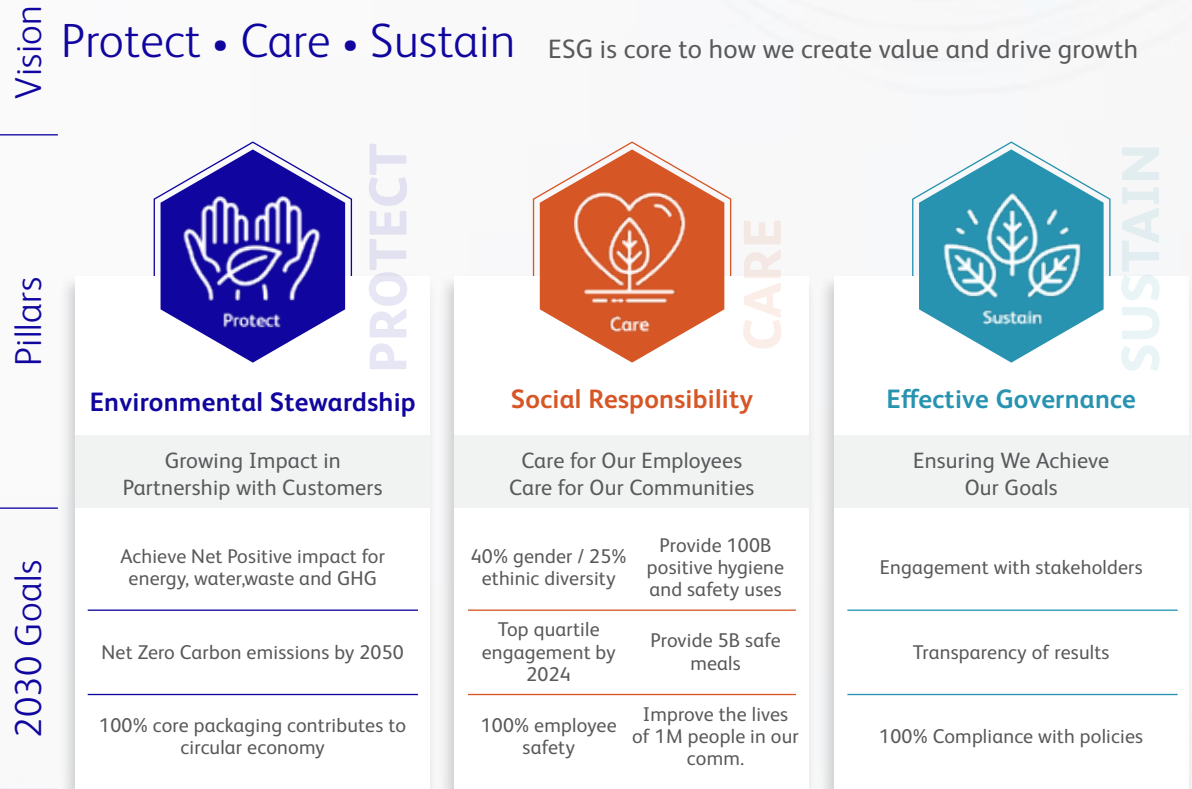 Vision
Protect • Care • Sustain
ESG is core to how we create value and drive growth
Pillars
Protect
PROTECT
Environmental Stewardship
Growing Impact in
Partnership with Customers
Care
CARE
Social Responsibility
Care for Our Employees
Care for Our Communities
Sustain
SUSTAIN
Effective Governance
Ensuring We Achieve
Our Goals
2030 Goals
Achieve Net Positive impact for
energy, water,waste and GHG
Net Zero Carbon emissions by 2050
100% core packaging contributes to
circular economy
40% gender / 25%
ethinic diversity
Provide 100B
positive hygiene
and safety uses
Top quartile
engagement by
2024
Provide 5B safe
meals
100% employee
safety
Improve the lives
of 1M people in our
comm.
Engagement with stakeholders
Transparency of results
100% Compliance with policies